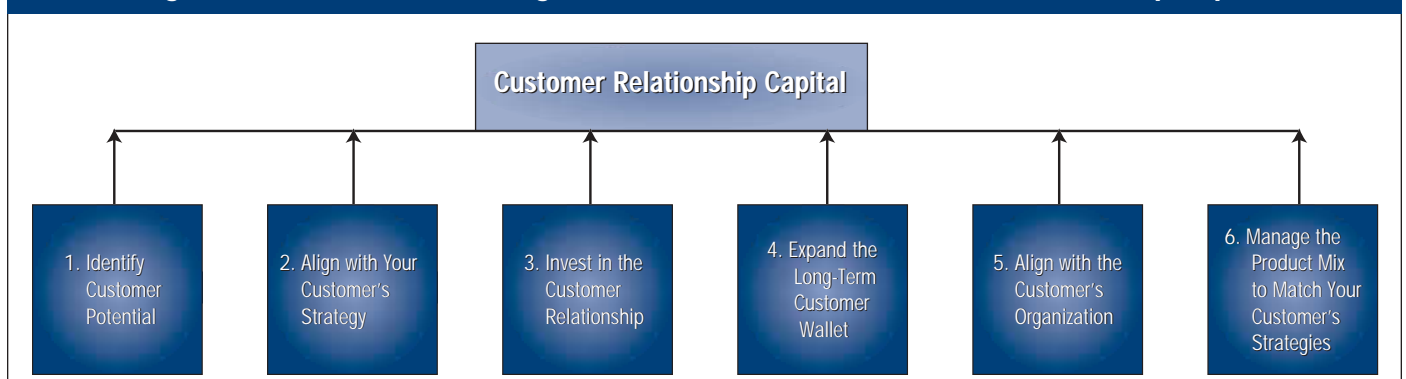 Customer Relationship Capital
1. Identify
Customer
Potential
2. Align with Your
Customer's
Strategy
3. Invest in the
Customer
Relationship
4. Expand the
Long-Term
Customer
Wallet
5. Align with the
Customer's
Organization
6. Manage the
Product Mix
to Match Your
Customer's
Strategies